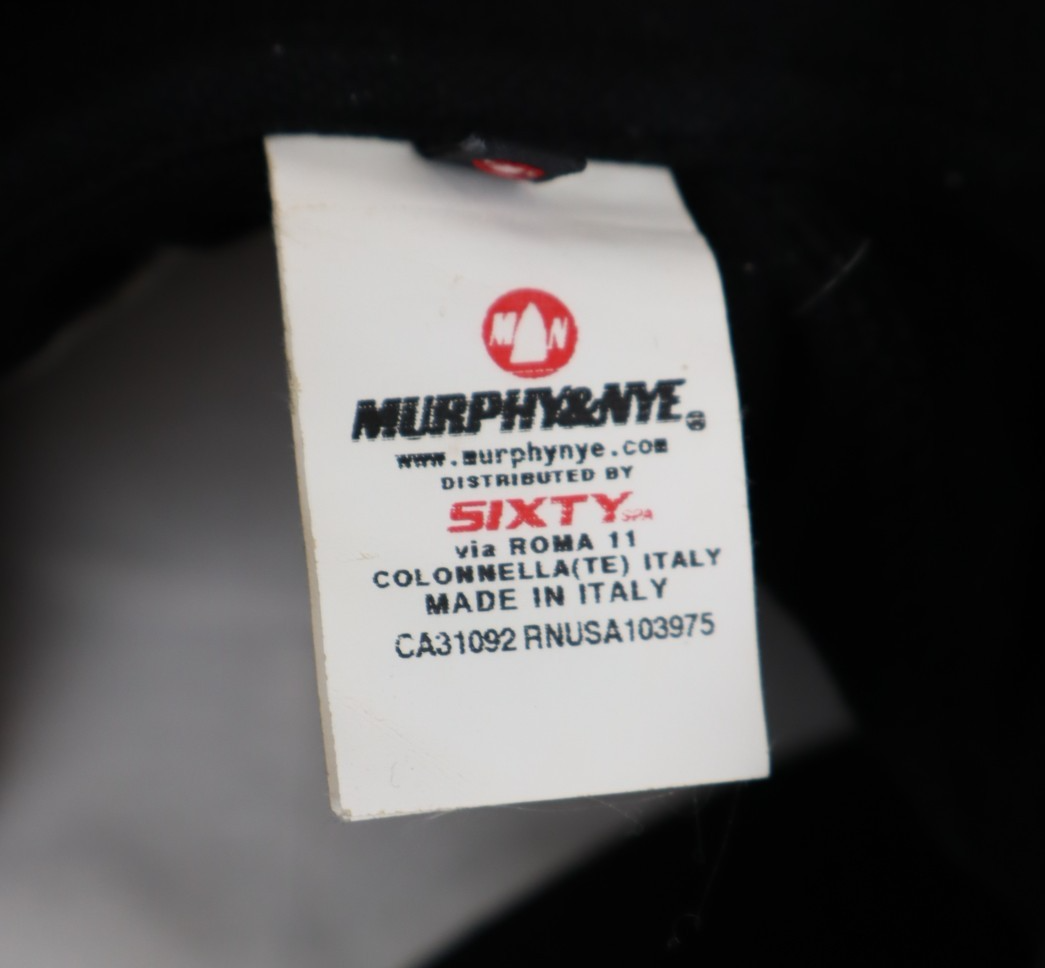 M N
MURPHY&NYE®
www.murphynye.com
DISTRIBUTED BY
SIXTY SPA
via ROMA 11
COLONNELLA(TE) ITALY
MADE IN ITALY
CA31092 RNUSA103975